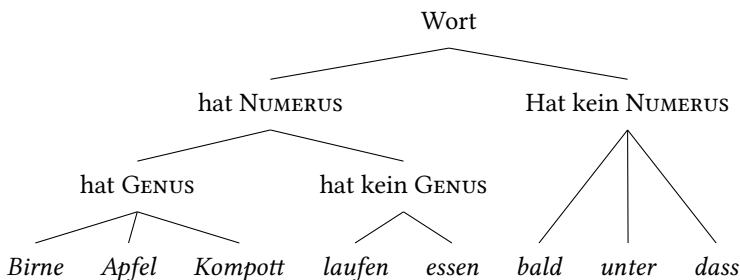 Wort
hat NUMERUS Hat kein NUMERUS
hat GENUS hat kein GENUS
Birne Apfel Kompott laufen essen bald unter dass